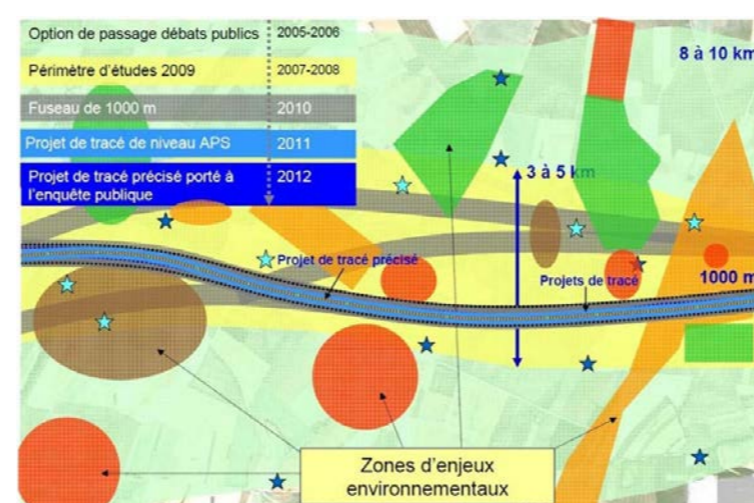 Option de passage débats publics 2005-2006
Périmètre d'études 2009 2007-2008
Fuseau de 1000 m 2010
Projet de tracé de niveau APS 2011
Projet de tracé précisé porté à
l'enquête publique 2012
8 à 10 km
3 à 5 km
Projet de tracé précisé
Projets de tracé
1000 m
Zones d'enjeux
environnementaux